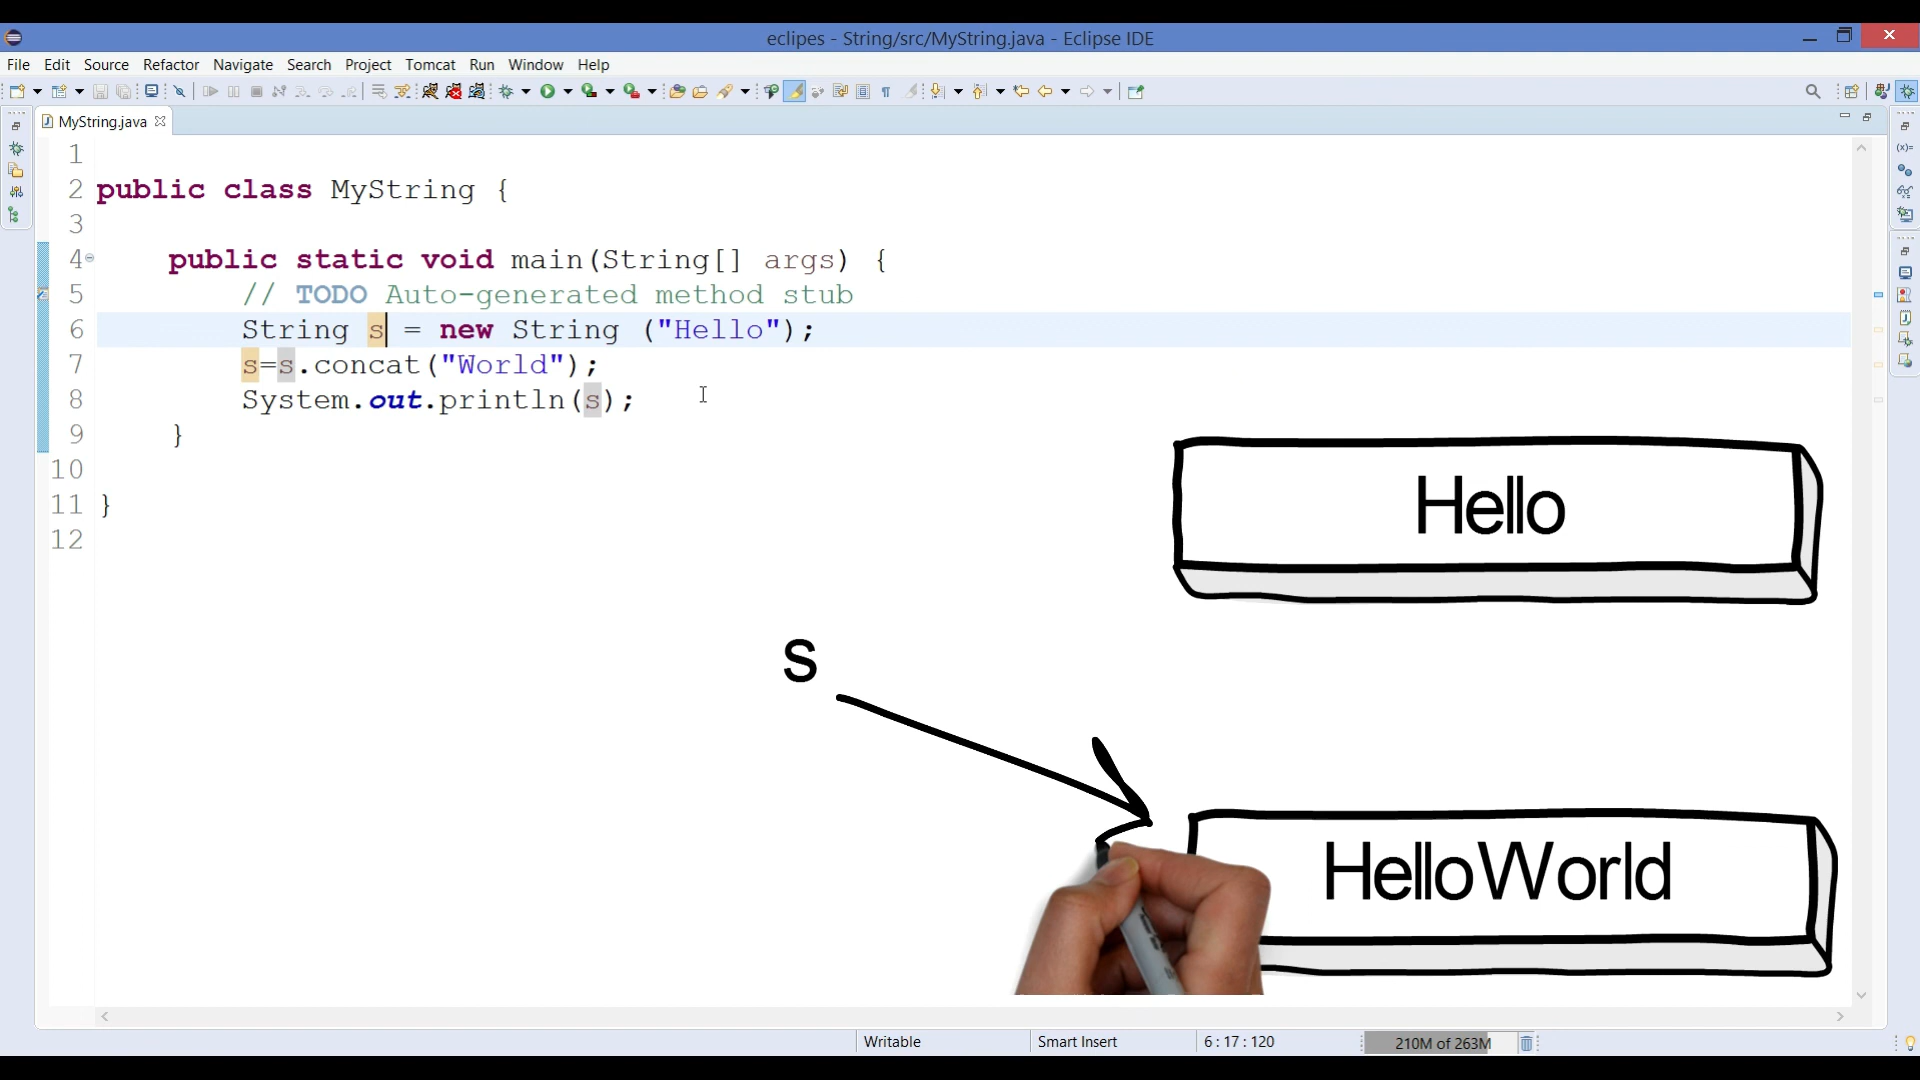 eclipes - String/src/MyString.java - Eclipse IDE
File Edit Source Refactor Navigate Search Project Tomcat Run Window Help
MyString.java
1
2 public class MyString {
3
4 public static void main(String[] args) {
5 // TODO Auto-generated method stub
6 String s = new String ("Hello");
7 s=s.concat("World");
8 System.out.println(s);
9 }
10
11 }
12
Hello
s
HelloWorld
Writable Smart Insert 6 : 17 : 120 210M of 263M